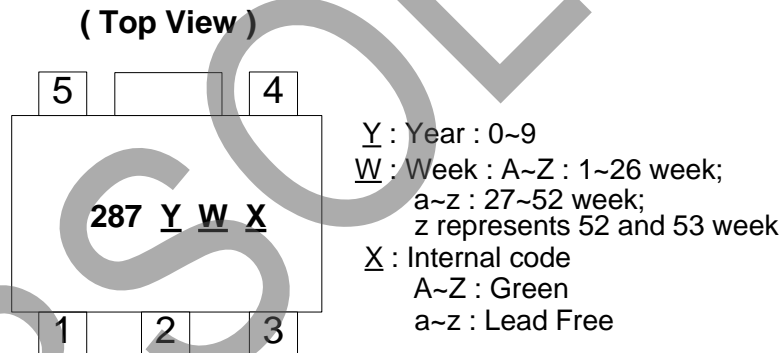 ( Top View )
5 4
287 Y W X
1 2 3
Y : Year : 0~9
W : Week : A~Z : 1~26 week;
a~z : 27~52 week;
z represents 52 and 53 week
X : Internal code
A~Z : Green
a~z : Lead Free